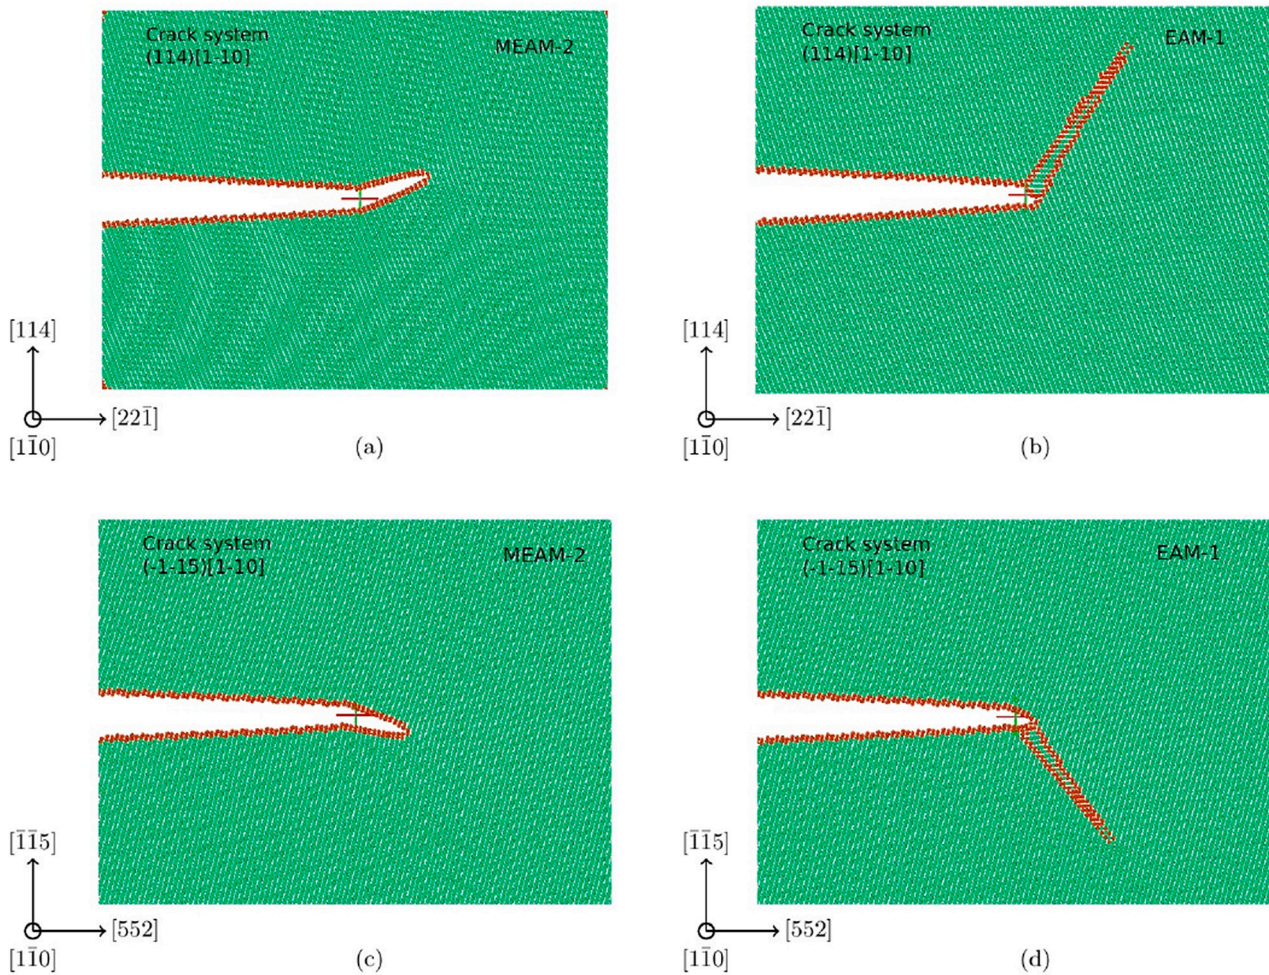 Crack system
(114)[1-10]
MEAM-2
[114]
[221̄]
[11̄0]
(a)
Crack system
(114)[1-10]
EAM-1
[114]
[221̄]
[11̄0]
(b)
Crack system
(-1-15)[1-10]
MEAM-2
[1̄1̄5]
[552]
[11̄0]
(c)
Crack system
(-1-15)[1-10]
EAM-1
[1̄1̄5]
[552]
[11̄0]
(d)